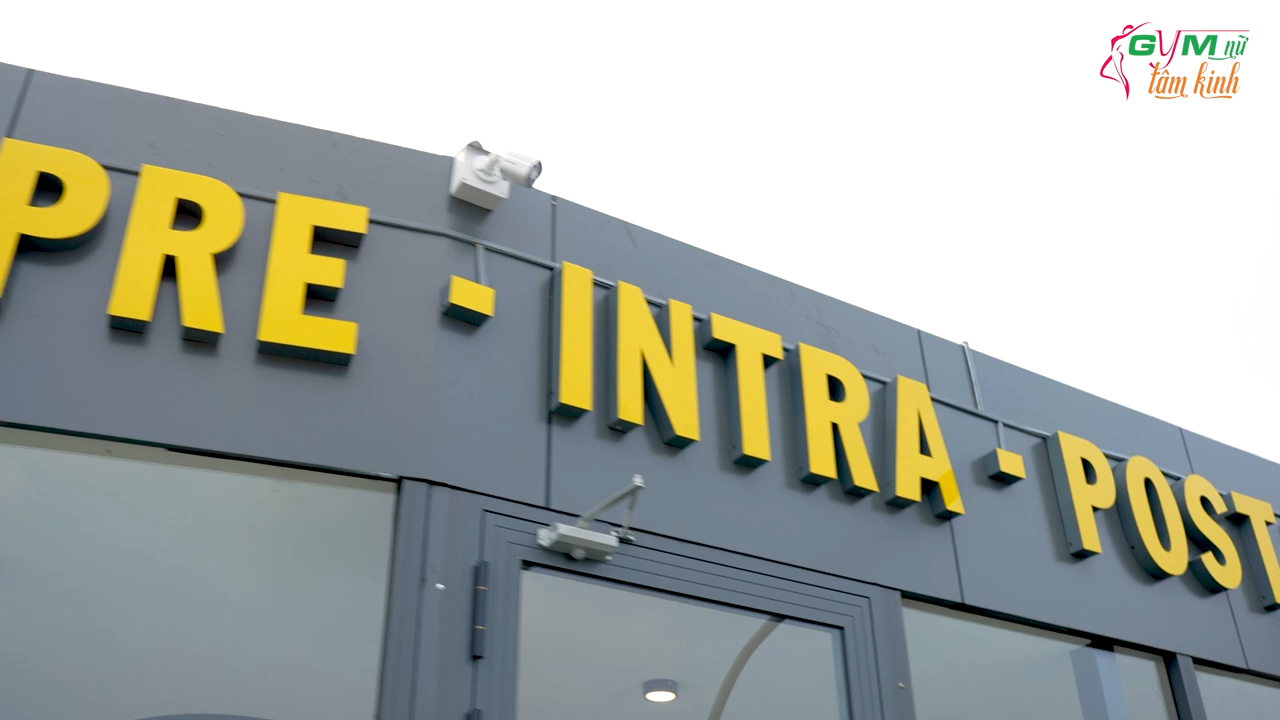 GYM nữ
tâm kinh
PRE · INTRA · POST